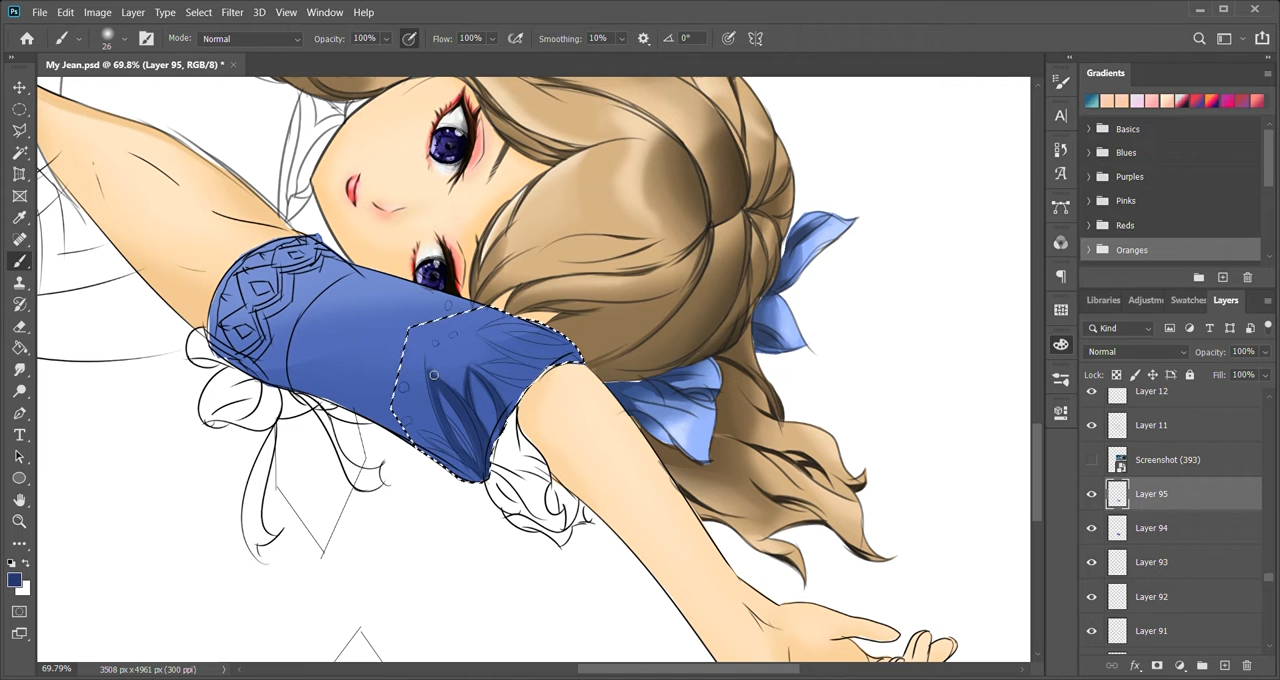 Ps File Edit Image Layer Type Select Filter 3D View Window Help
26 Mode: Normal Opacity: 100% Flow: 100% Smoothing: 10% 0°
My Jean.psd @ 69.8% (Layer 95, RGB/8) *
Gradients
Basics
Blues
Purples
Pinks
Reds
Oranges
Libraries Adjustme Swatches Layers
Kind
Normal Opacity: 100%
Lock: Fill: 100%
Layer 12
Layer 11
Screenshot (393)
Layer 95
Layer 94
Layer 93
Layer 92
Layer 91
69.79% 3508 px x 4961 px (300 ppi)